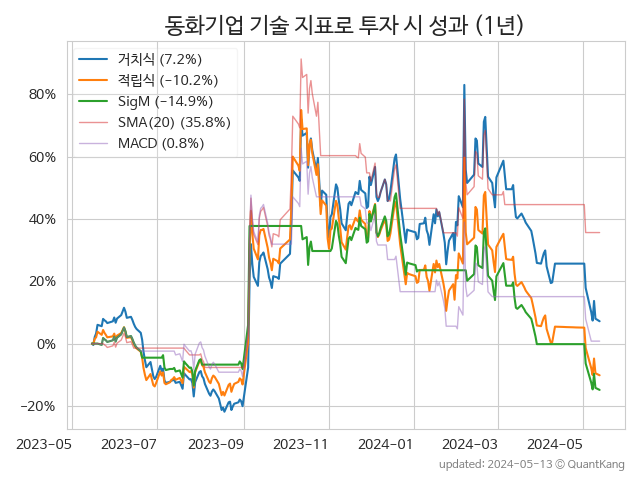 동화기업 기술 지표로 투자 시 성과 (1년)
거치식 (7.2%)
적립식 (−10.2%)
SigM (−14.9%)
SMA(20) (35.8%)
MACD (0.8%)
80%
60%
40%
20%
0%
−20%
2023-05 2023-07 2023-09 2023-11 2024-01 2024-03 2024-05
updated: 2024-05-13 © QuantKang